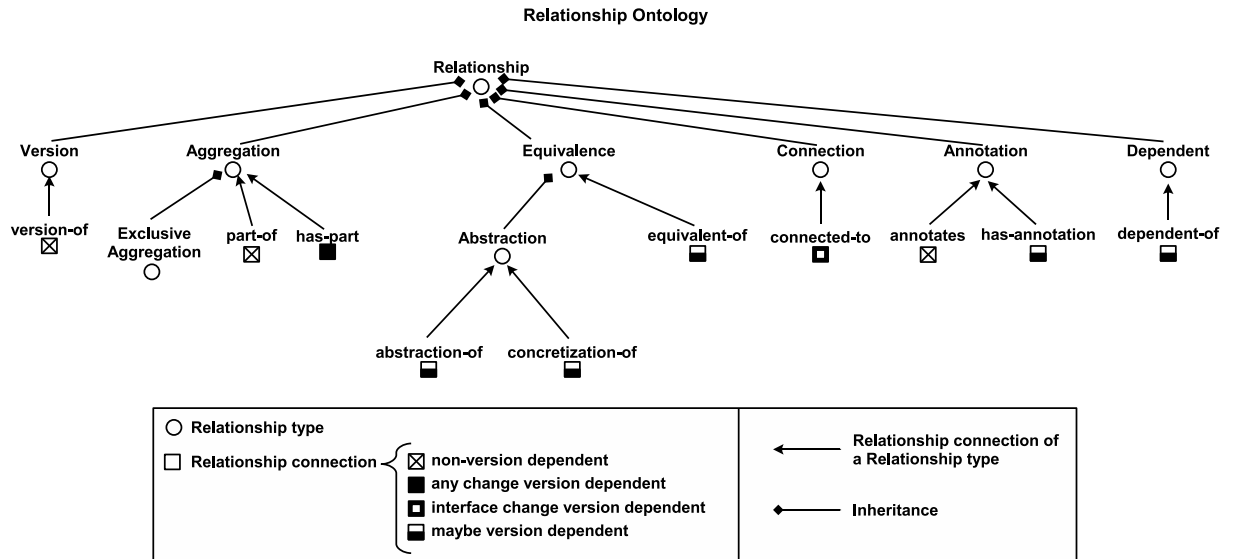 Relationship Ontology
Relationship
Version
Aggregation
Equivalence
Connection
Annotation
Dependent
version-of
Exclusive
Aggregation
part-of
has-part
Abstraction
equivalent-of
connected-to
annotates
has-annotation
dependent-of
abstraction-of
concretization-of
Relationship type
Relationship connection
non-version dependent
any change version dependent
interface change version dependent
maybe version dependent
Relationship connection of
a Relationship type
Inheritance